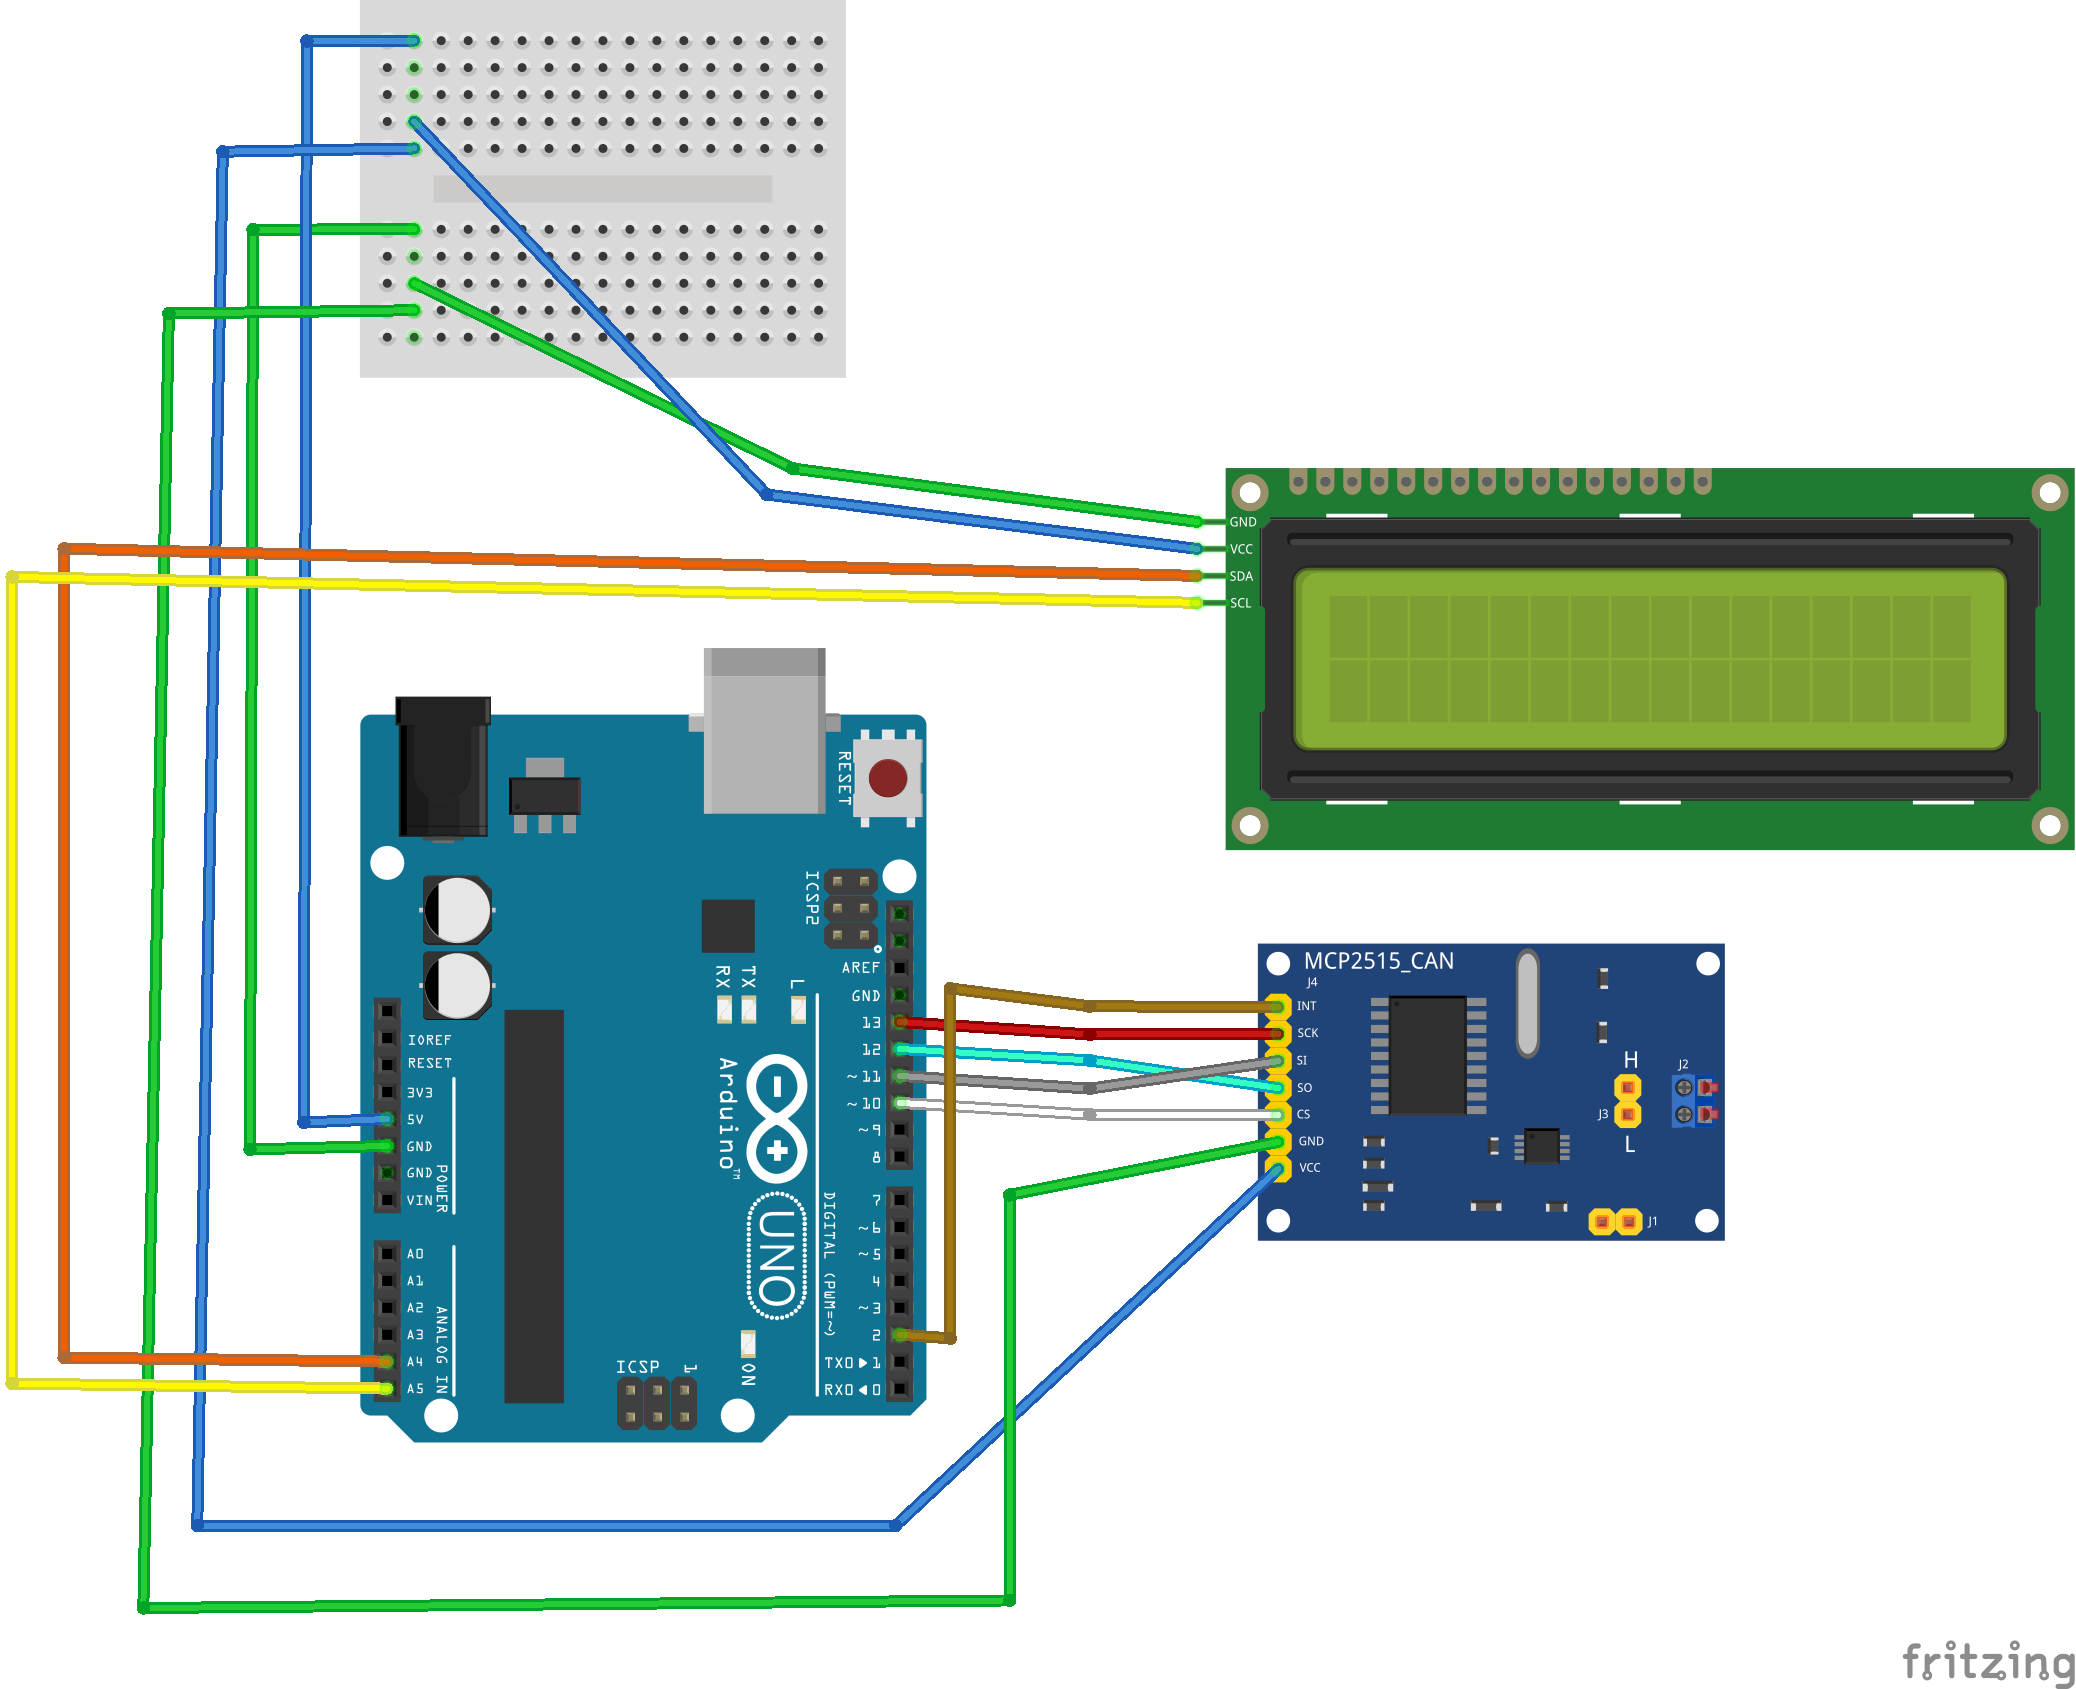 GND
VCC
SDA
SCL
RESET
ICSP2
AREF
GND
13
12
~11
~10
~9
8
RX
TX
L
IOREF
RESET
3V3
5V
GND
GND
VIN
POWER
Arduino™
UNO
DIGITAL (PWM=~)
7
~6
~5
4
~3
2
TX0▶1
RX0◀0
A0
A1
A2
A3
A4
A5
ANALOG IN
ICSP
1
ON
MCP2515_CAN
J4
INT
SCK
SI
SO
CS
GND
VCC
H
J3
L
J2
J1
fritzing